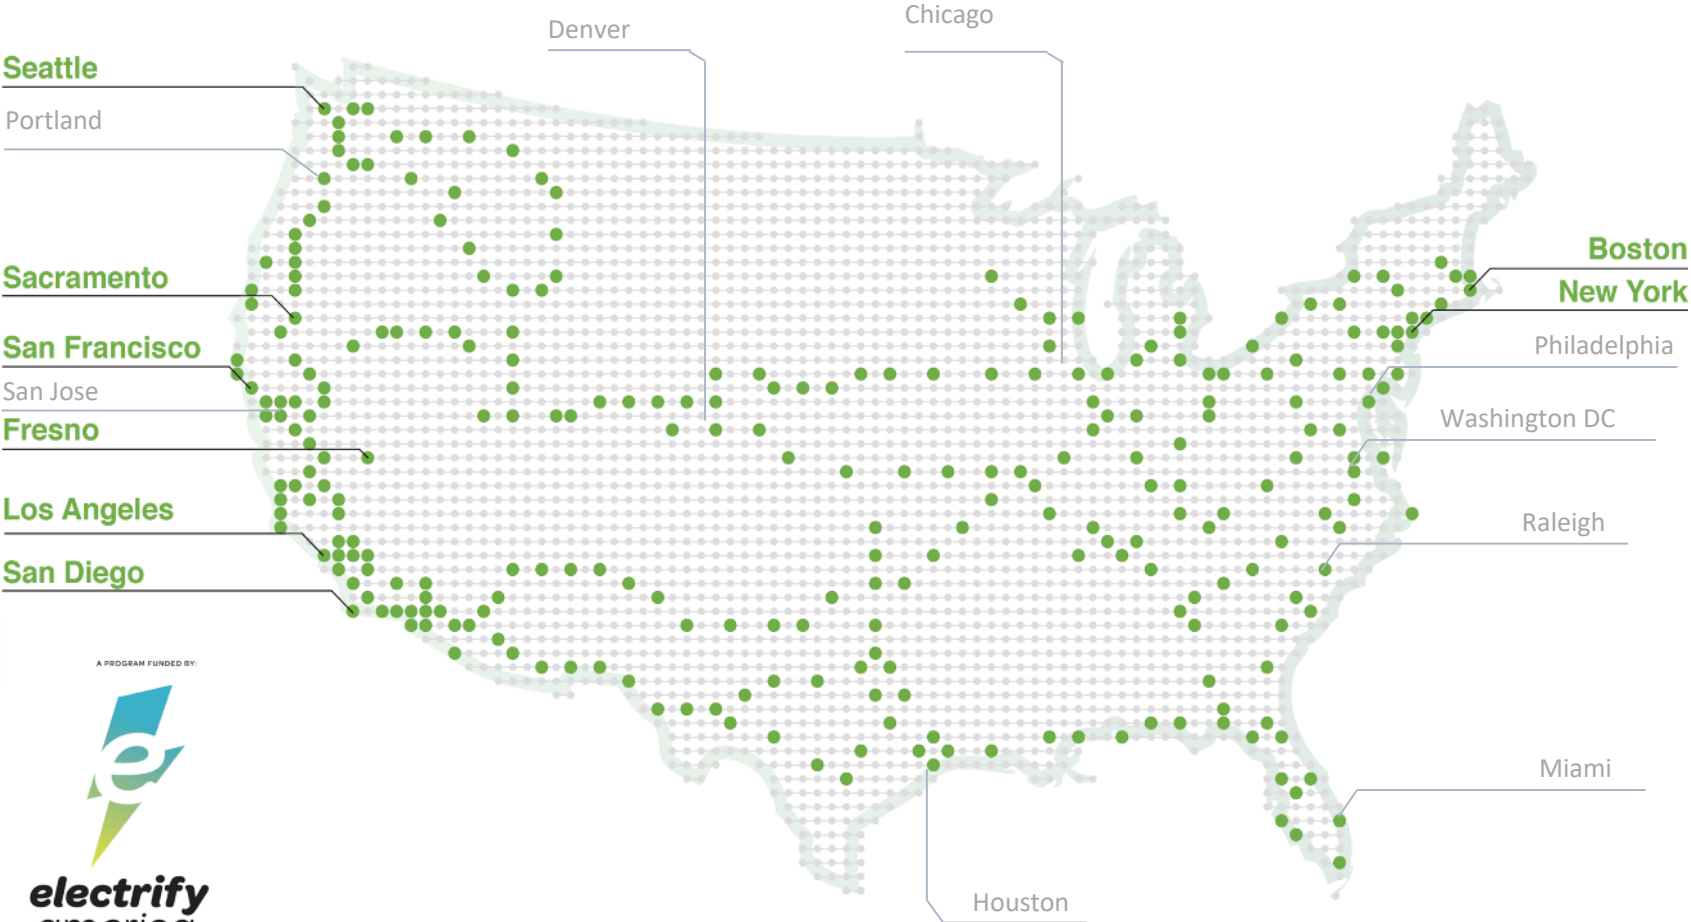 Chicago
Denver
Seattle
Portland
Sacramento
San Francisco
San Jose
Fresno
Los Angeles
San Diego
Boston
New York
Philadelphia
Washington DC
Raleigh
Miami
Houston
A PROGRAM FUNDED BY:
e
electrify
america